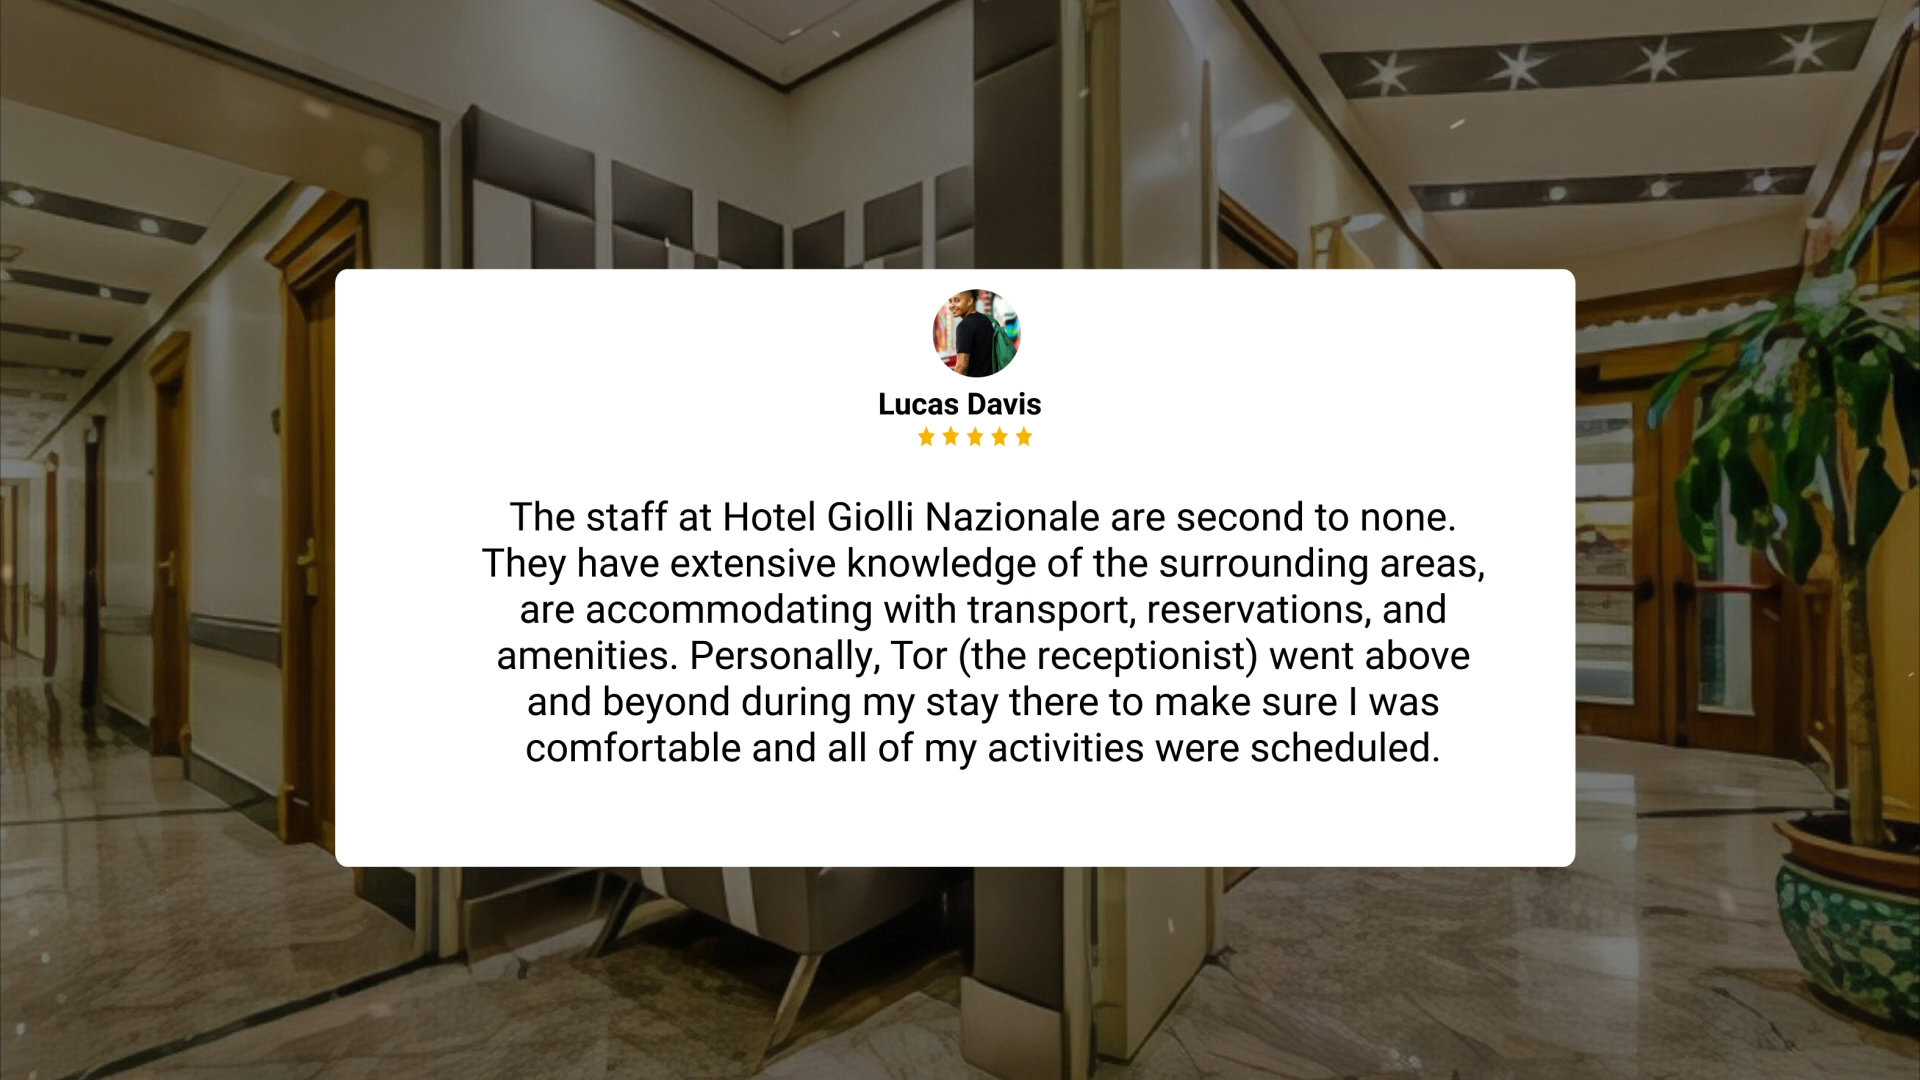 Lucas Davis
The staff at Hotel Giolli Nazionale are second to none.
They have extensive knowledge of the surrounding areas,
are accommodating with transport, reservations, and
amenities. Personally, Tor (the receptionist) went above
and beyond during my stay there to make sure I was
comfortable and all of my activities were scheduled.